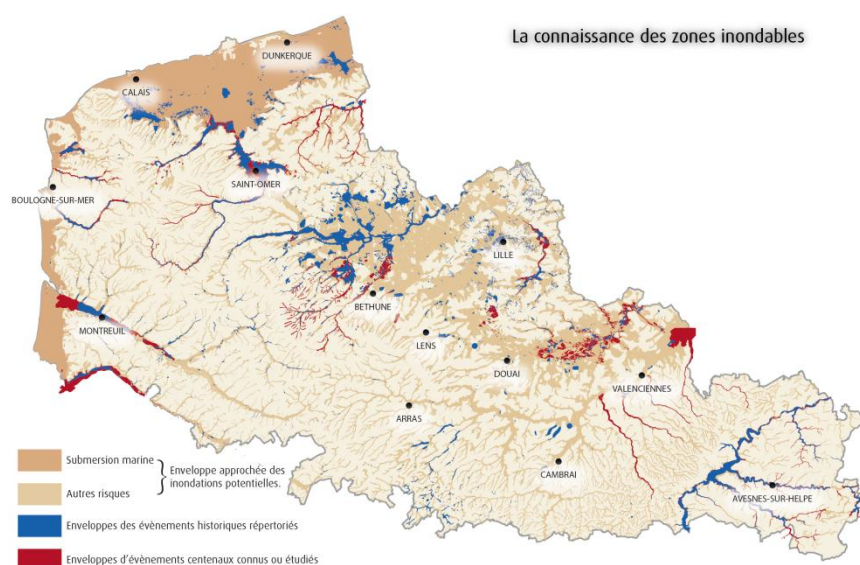 La connaissance des zones inondables
DUNKERQUE
CALAIS
SAINT-OMER
BOULOGNE-SUR-MER
LILLE
BETHUNE
MONTREUIL
LENS
DOUAI
VALENCIENNES
ARRAS
CAMBRAI
AVESNES-SUR-HELPE
Submersion marine
Autres risques
Enveloppe approchée des
inondations potentielles.
Enveloppes des évènements historiques répertoriés
Enveloppes d'évènements centenaux connus ou étudiés